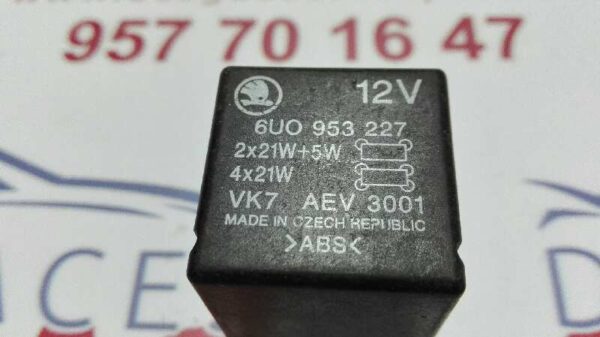 957 70 16 47
12V
6U0 953 227
2x21W+5W
4x21W
VK7 AEV 3001
MADE IN CZECH REPUBLIC
>ABS<